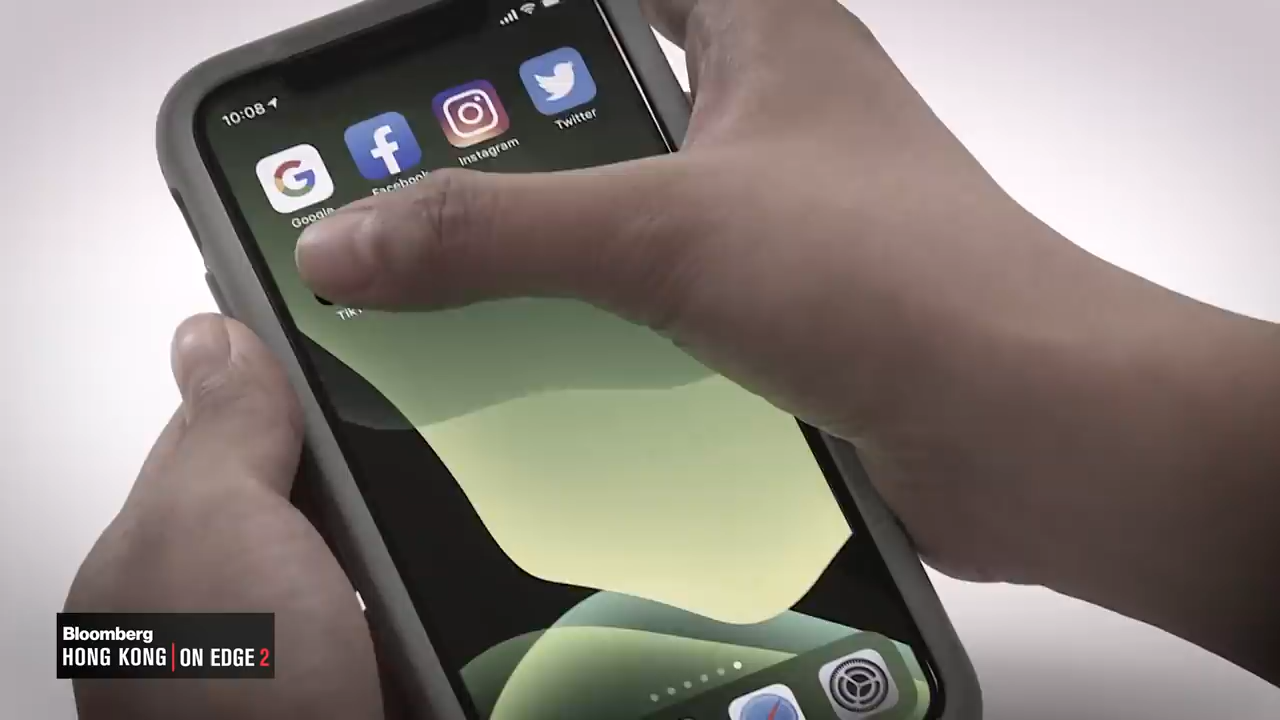 10:08
Google
Facebook
Instagram
Twitter
Bloomberg
HONG KONG | ON EDGE 2